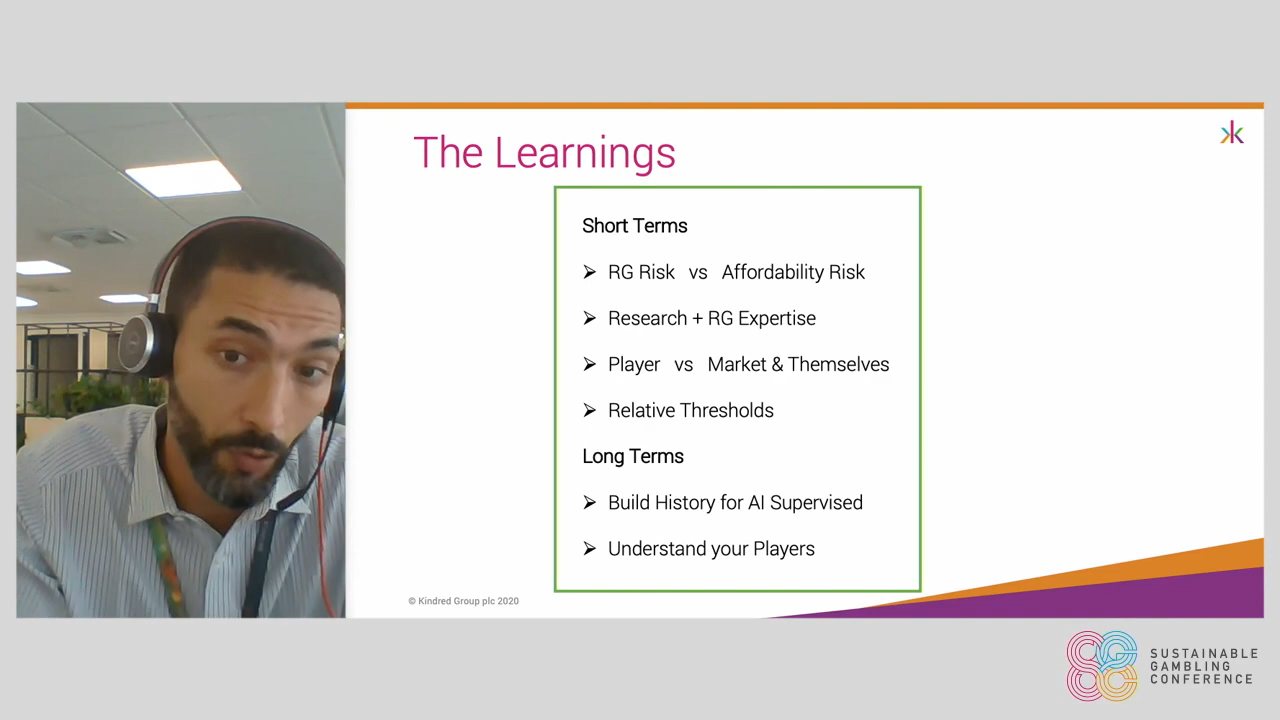 The Learnings
Short Terms
➢ RG Risk vs Affordability Risk
➢ Research + RG Expertise
➢ Player vs Market & Themselves
➢ Relative Thresholds
Long Terms
➢ Build History for AI Supervised
➢ Understand your Players
© Kindred Group plc 2020
SUSTAINABLE
GAMBLING
CONFERENCE